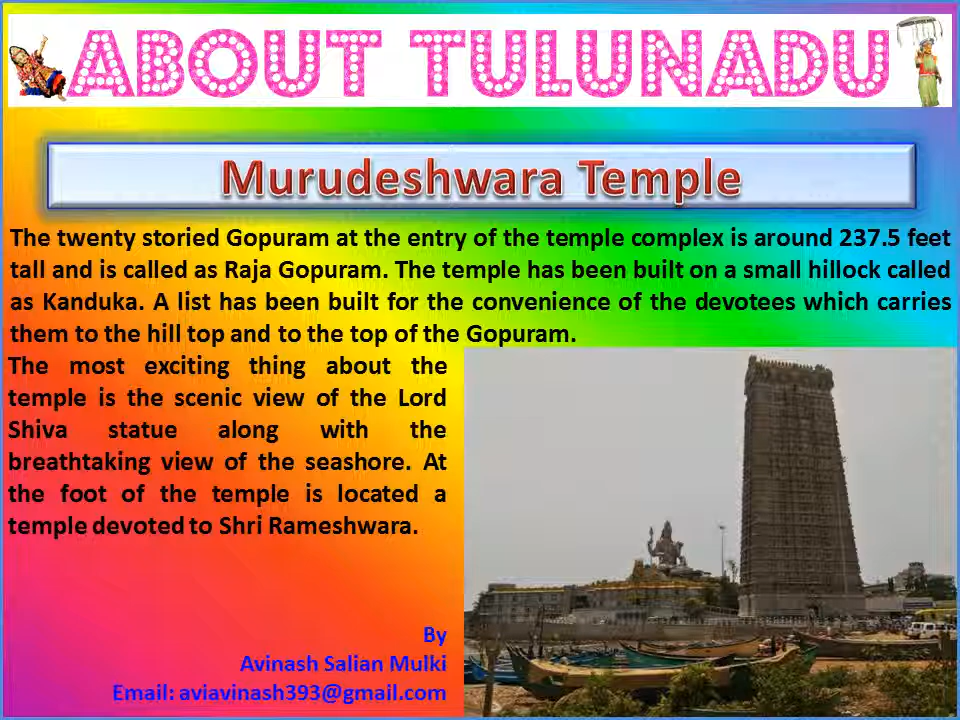 ABOUT TULUNADU
Murudeshwara Temple
The twenty storied Gopuram at the entry of the temple complex is around 237.5 feet
tall and is called as Raja Gopuram. The temple has been built on a small hillock called
as Kanduka. A list has been built for the convenience of the devotees which carries
them to the hill top and to the top of the Gopuram.
The most exciting thing about the
temple is the scenic view of the Lord
Shiva statue along with the
breathtaking view of the seashore. At
the foot of the temple is located a
temple devoted to Shri Rameshwara.
By
Avinash Salian Mulki
Email: aviavinash393@gmail.com